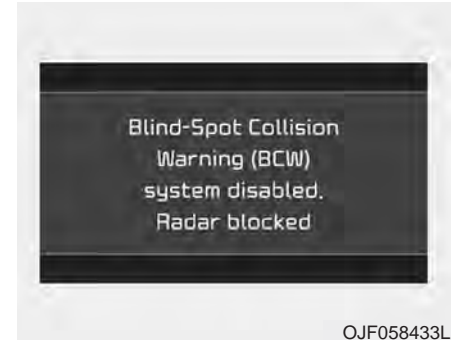 Blind-Spot Collision
Warning (BCW)
system disabled.
Radar blocked
OJF058433L